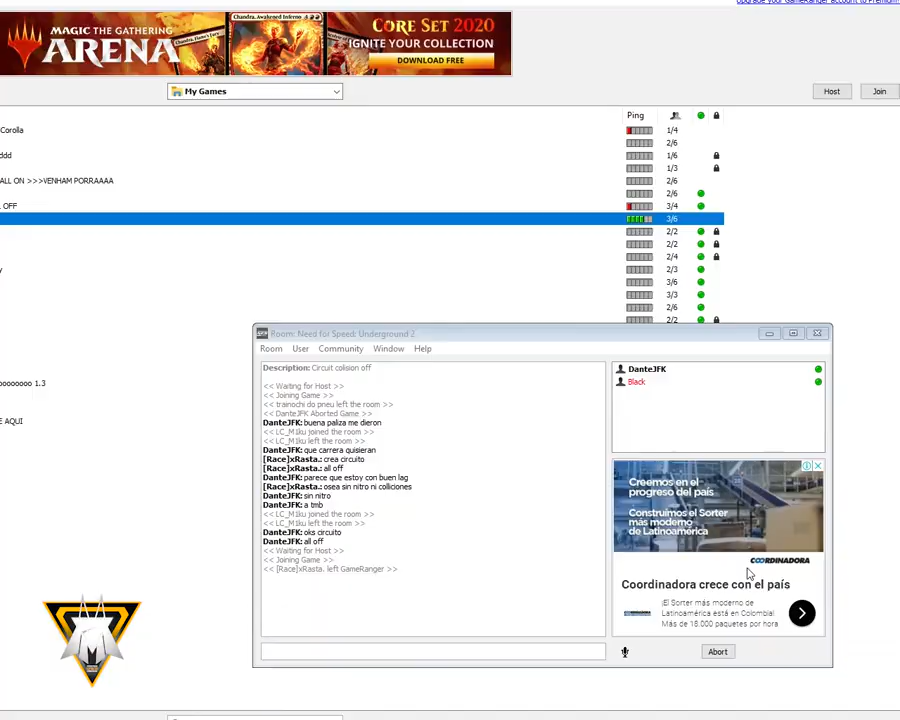 Upgrade your GameRanger account to Premium
MAGIC THE GATHERING
ARENA
Chandra, Awakened Inferno
CORE SET 2020
IGNITE YOUR COLLECTION
DOWNLOAD FREE
My Games
Host
Join
Ping
Corolla
1/4
2/6
ddd
1/6
1/3
ALL ON >>>VENHAM PORRAAAA
2/6
2/6
OFF
3/4
3/6
2/2
2/2
y
2/4
2/3
3/6
3/3
2/6
2/2
Room: Need for Speed: Underground 2
Room User Community Window Help
Description: Circuit colision off
<< Waiting for Host >>
<< Joining Game >>
<< trainochi do pneu left the room >>
<< DanteJFK Aborted Game >>
DanteJFK: buena paliza me dieron
<< LC_M1ku joined the room >>
<< LC_M1ku left the room >>
DanteJFK: que carrera quisieran
[Race]xRasta.: crea circuito
[Race]xRasta.: all off
DanteJFK: parece que estoy con buen lag
[Race]xRasta.: osea sin nitro ni colliciones
DanteJFK: sin nitro
DanteJFK: a tmb
<< LC_M1ku joined the room >>
<< LC_M1ku left the room >>
DanteJFK: oks circuito
DanteJFK: all off
<< Waiting for Host >>
<< Joining Game >>
<< [Race]xRasta. left GameRanger >>
DanteJFK
Black
Creemos en el
progreso del país
Construimos el Sorter
más moderno
de Latinoamérica
COORDINADORA
Coordinadora crece con el país
¡El Sorter más moderno de
Latinoamérica está en Colombia!
Más de 15.000 paquetes por hora
Abort
oooooooo 1.3
E AQUI